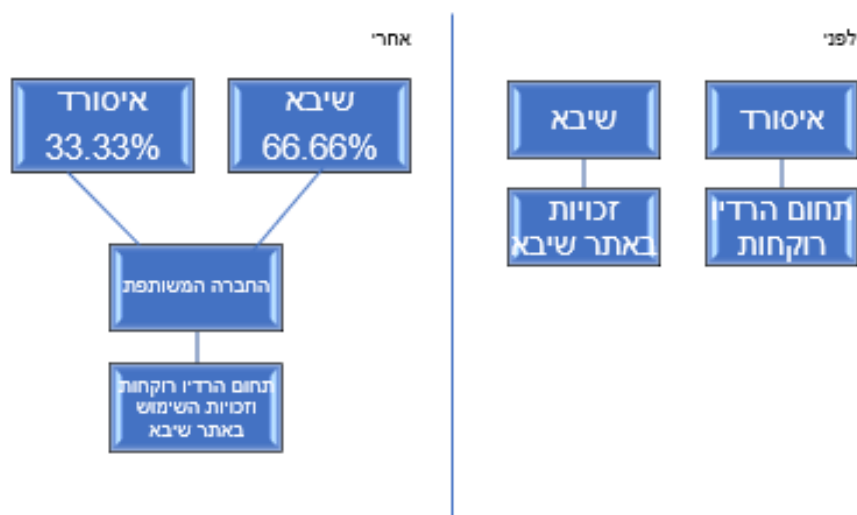 לפני
איסורד
תחום הרדיו
רוקחות
שיבא
זכויות
באתר שיבא
אחרי
שיבא
66.66%
איסורד
33.33%
החברה המשותפת
תחום הרדיו רוקחות
וזכויות השימוש
באתר שיבא